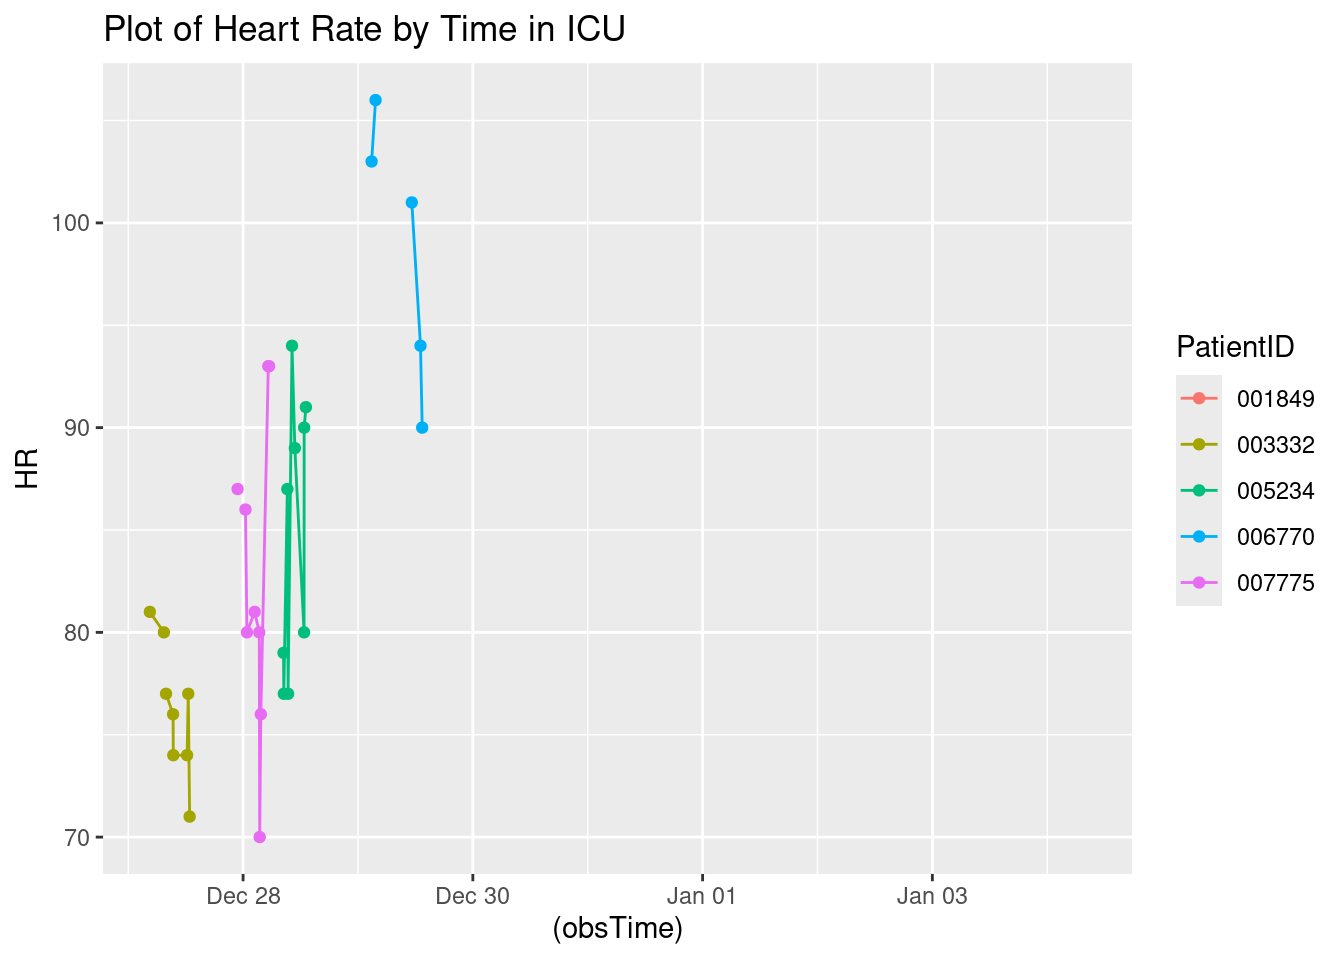 Plot of Heart Rate by Time in ICU
HR
100
90
80
70
Dec 28
Dec 30
Jan 01
Jan 03
(obsTime)
PatientID
001849
003332
005234
006770
007775